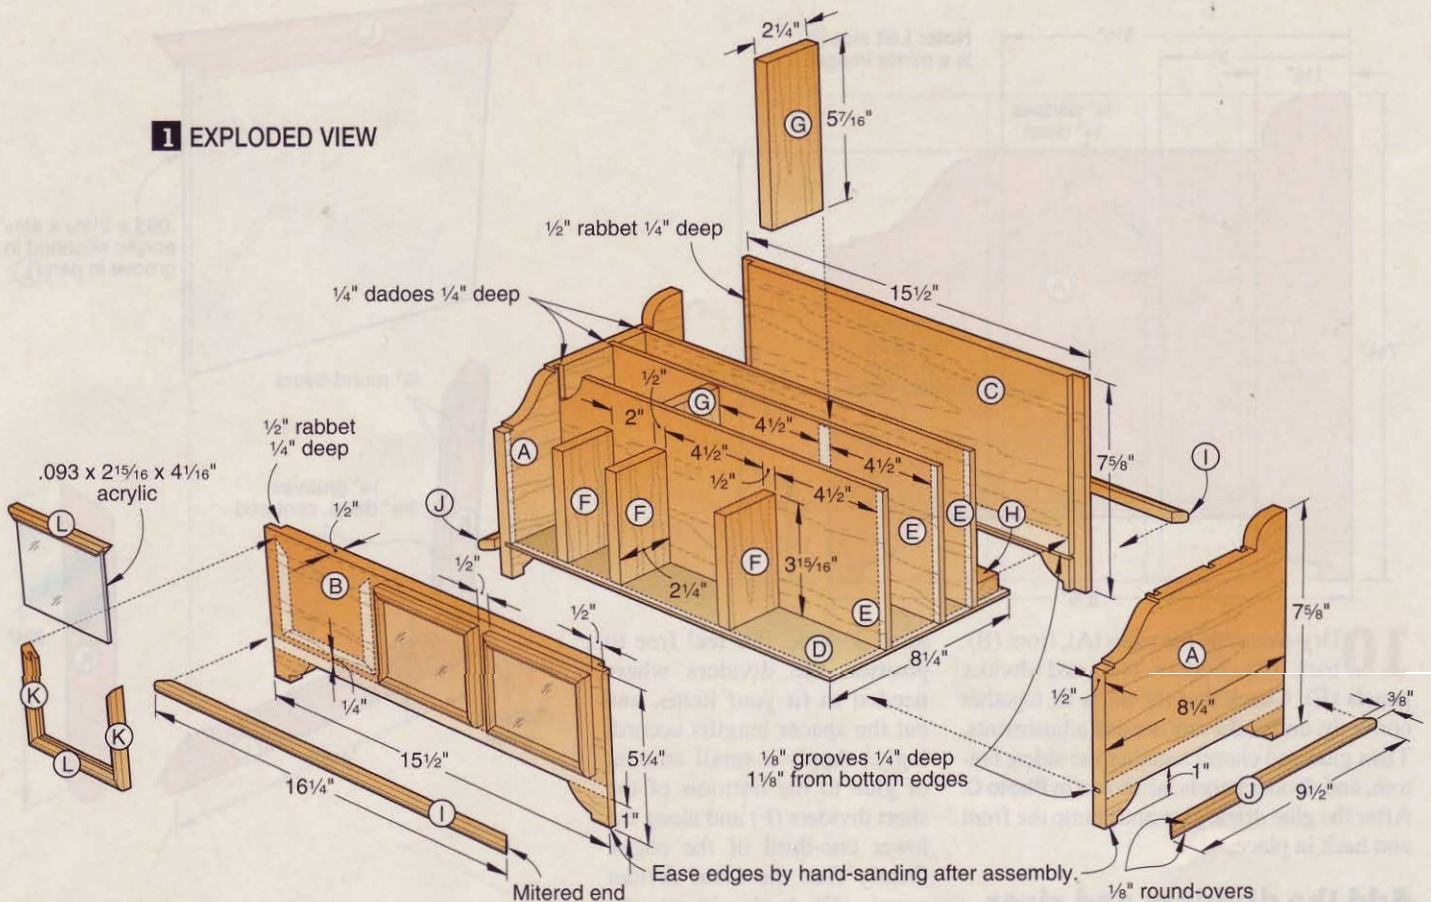 1 EXPLODED VIEW
2¼"
5⁷⁄₁₆"
G
½" rabbet ¼" deep
15½"
¼" dadoes ¼" deep
C
½"
G
2"
4½"
½" rabbet
¼" deep
A
4½"
4½"
7⅝"
I
.093 x 2¹⁵⁄₁₆ x 4¹⁄₁₆"
acrylic
½"
4½"
F
F
E
E
H
L
J
½"
F
3¹⁵⁄₁₆"
B
½"
2¼"
E
7⅝"
½"
D
8¼"
A
½"
8¼"
⅜"
K
K
¼"
L
15½"
5¼"
⅛" grooves ¼" deep
1⅛" from bottom edges
1"
J
9½"
16¼"
I
1"
Ease edges by hand-sanding after assembly.
Mitered end
⅛" round-overs